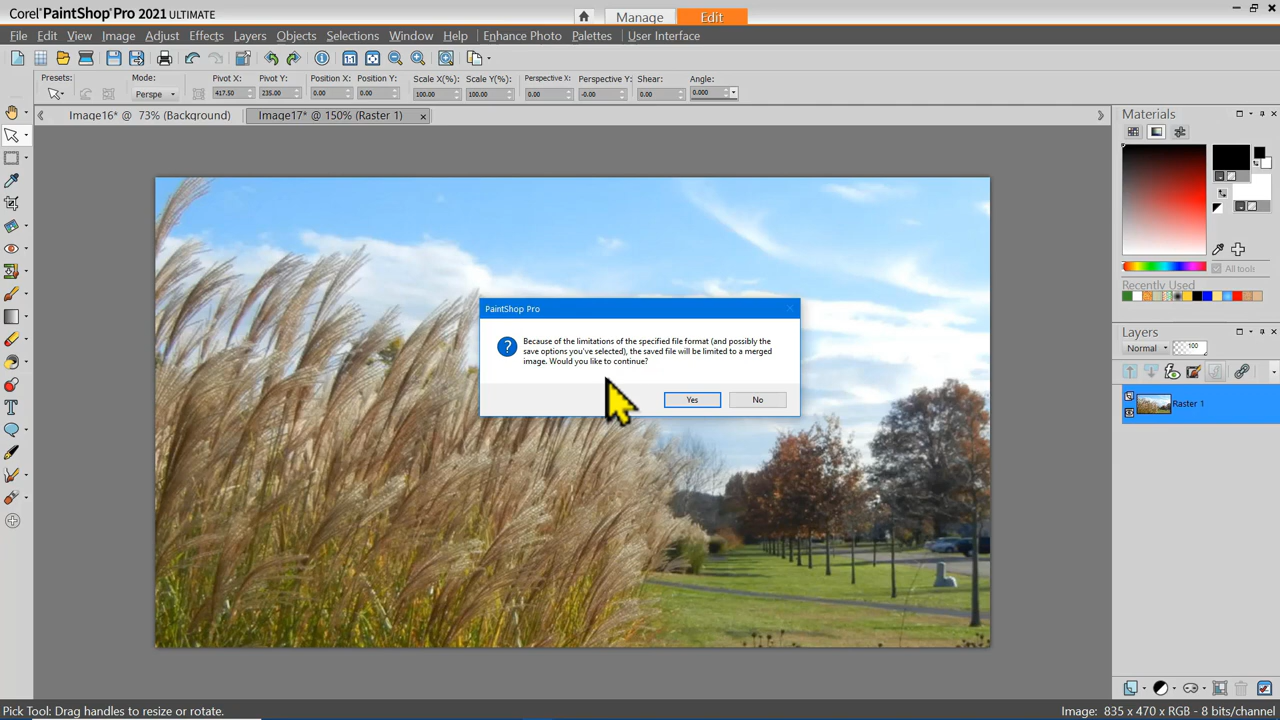 Corel® PaintShop® Pro 2021 ULTIMATE
Manage Edit
File Edit View Image Adjust Effects Layers Objects Selections Window Help Enhance Photo Palettes User Interface
Presets: Mode: Pivot X: Pivot Y: Position X: Position Y: Scale X(%): Scale Y(%): Perspective X: Perspective Y: Shear: Angle:
Perspe 417.50 235.00 0.00 0.00 100.00 100.00 0.00 -0.00 0.00 0.000
Image16* @ 73% (Background) Image17* @ 150% (Raster 1)
Materials
All tools
Recently Used
Layers
Normal 100
Raster 1
PaintShop Pro
Because of the limitations of the specified file format (and possibly the
save options you've selected), the saved file will be limited to a merged
image. Would you like to continue?
Yes No
Pick Tool: Drag handles to resize or rotate. Image: 835 x 470 x RGB - 8 bits/channel